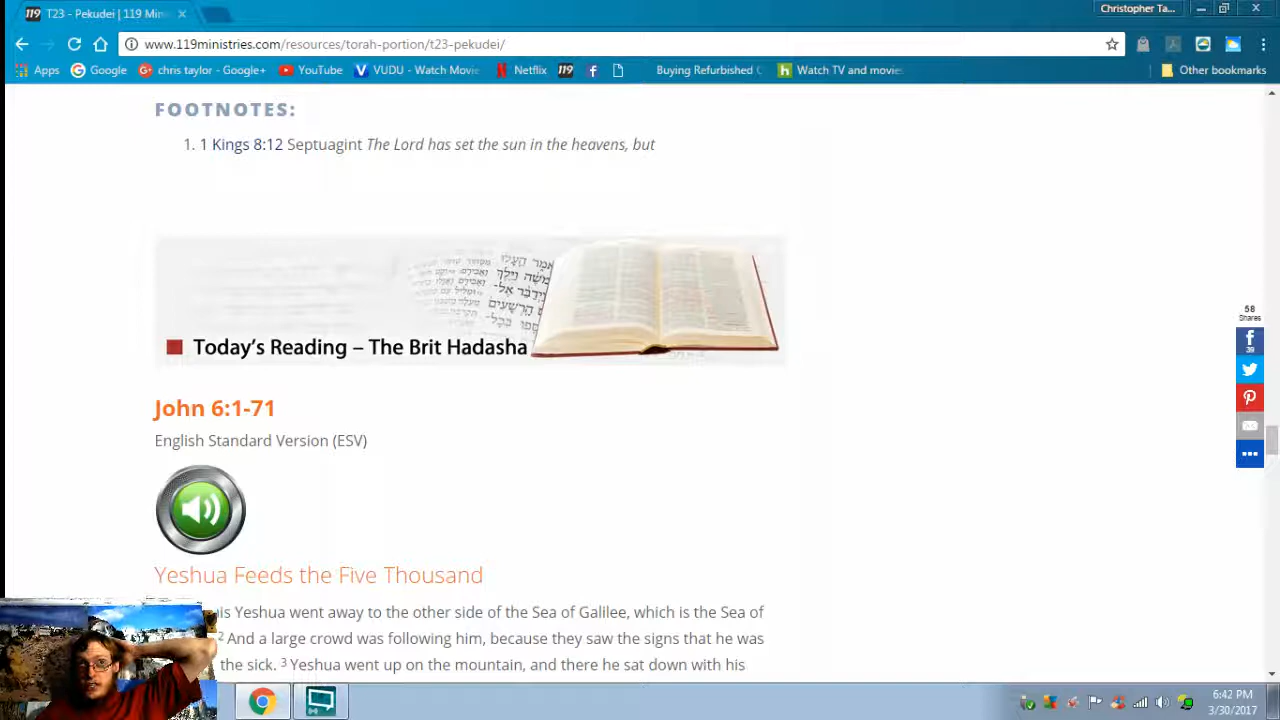 119 T23 - Pekudei | 119 Min
Christopher Ta...
www.119ministries.com/resources/torah-portion/t23-pekudei/
Apps Google chris taylor - Google+ YouTube VUDU - Watch Movie Netflix 119 Buying Refurbished Watch TV and movies Other bookmarks
FOOTNOTES:
1. 1 Kings 8:12 Septuagint The Lord has set the sun in the heavens, but
Today's Reading – The Brit Hadasha
John 6:1-71
English Standard Version (ESV)
Yeshua Feeds the Five Thousand
is Yeshua went away to the other side of the Sea of Galilee, which is the Sea of
2 And a large crowd was following him, because they saw the signs that he was
the sick. 3 Yeshua went up on the mountain, and there he sat down with his
58
Shares
39
6:42 PM
3/30/2017